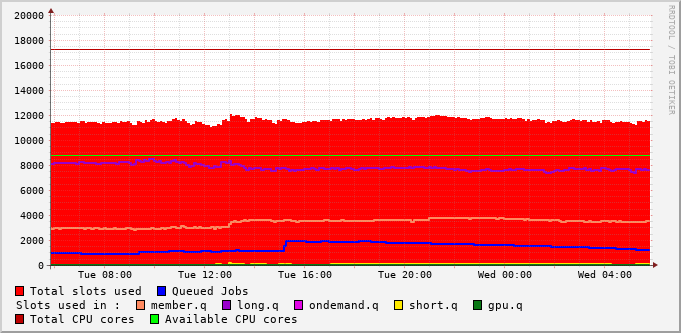 20000
18000
16000
14000
12000
10000
8000
6000
4000
2000
0
Tue 08:00 Tue 12:00 Tue 16:00 Tue 20:00 Wed 00:00 Wed 04:00
RRDTOOL / TOBI OETIKER
Total slots used Queued Jobs
Slots used in : member.q long.q ondemand.q short.q gpu.q
Total CPU cores Available CPU cores